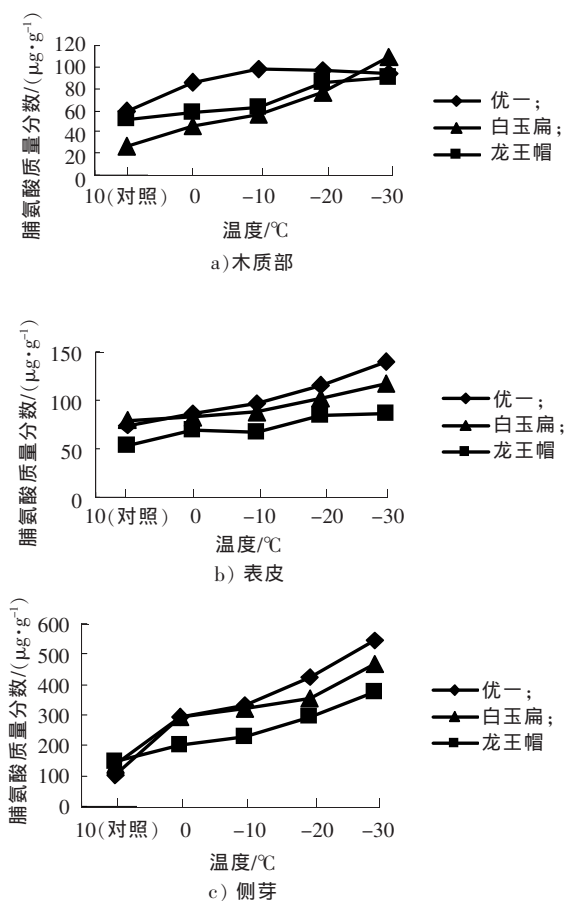 脯氨酸质量分数/(μg·g⁻¹)
120
100
80
60
40
20
0
10(对照) 0 -10 -20 -30
温度/℃
a)木质部
优一;
白玉扁;
龙王帽
脯氨酸质量分数/(μg·g⁻¹)
150
100
50
0
10(对照) 0 -10 -20 -30
温度/℃
b) 表皮
优一;
白玉扁;
龙王帽
脯氨酸质量分数/(μg·g⁻¹)
600
500
400
300
200
100
0
10(对照) 0 -10 -20 -30
温度/℃
c) 侧芽
优一;
白玉扁;
龙王帽